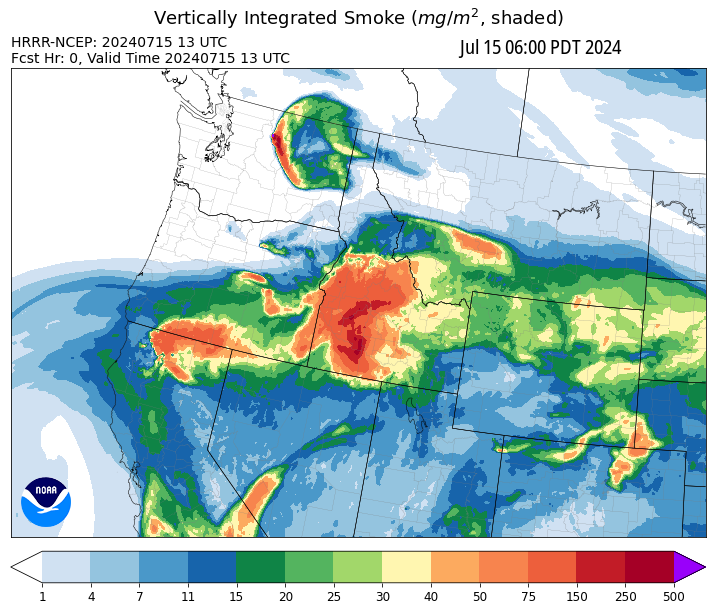 Vertically Integrated Smoke (mg/m², shaded)
HRRR-NCEP: 20240715 13 UTC
Jul 15 06:00 PDT 2024
Fcst Hr: 0, Valid Time 20240715 13 UTC
NOAA
1 4 7 11 15 20 25 30 40 50 75 150 250 500